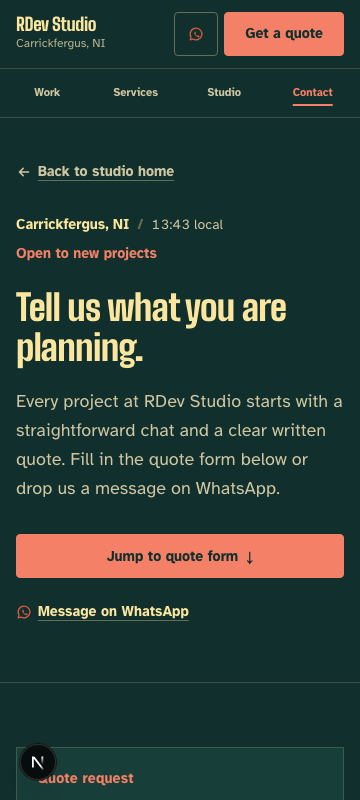 RDev Studio
Carrickfergus, NI
Get a quote
Work Services Studio Contact
← Back to studio home
Carrickfergus, NI / 13:43 local
Open to new projects
Tell us what you are
planning.
Every project at RDev Studio starts with a
straightforward chat and a clear written
quote. Fill in the quote form below or
drop us a message on WhatsApp.
Jump to quote form ↓
Message on WhatsApp
N
Quote request